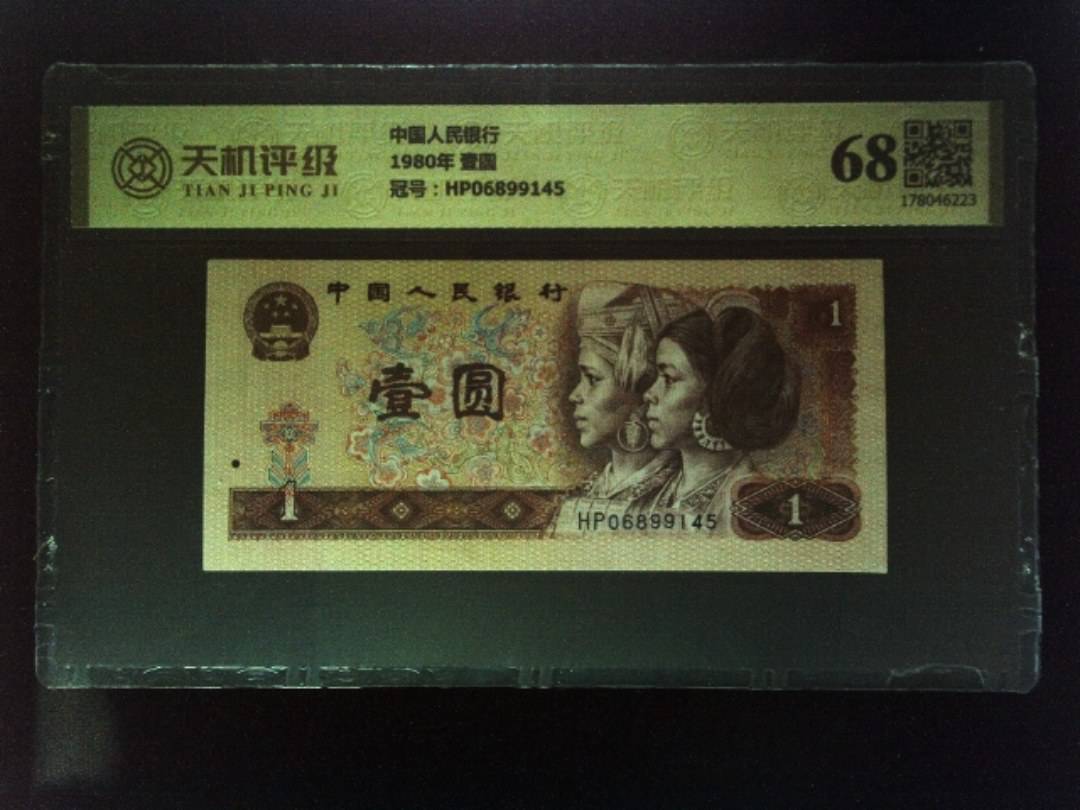 天机评级
TIAN JI PING JI
中国人民银行
1980年 壹圆
冠号：HP06899145
68
178046223
中国人民银行
1
壹圆
1
HP06899145
1